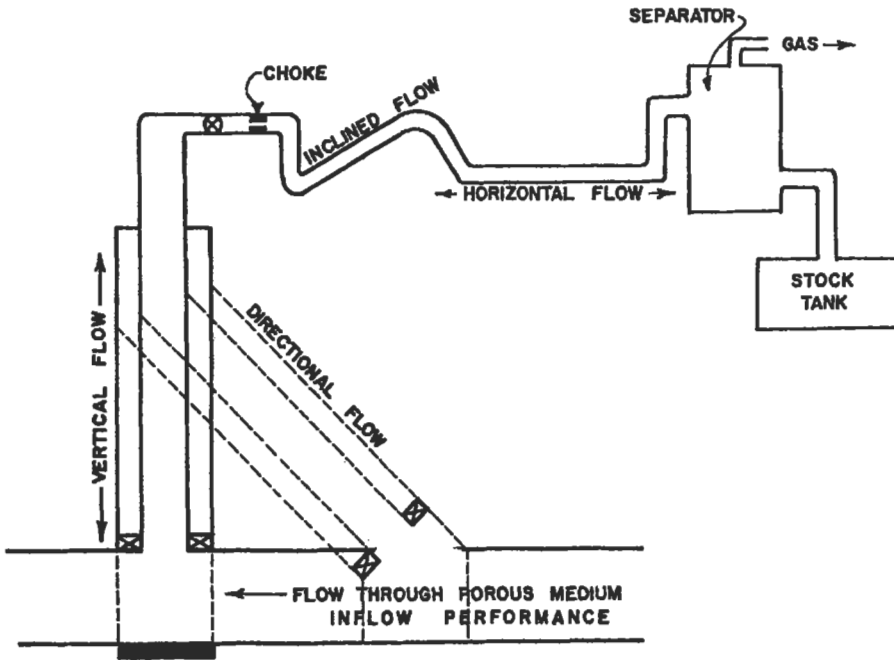 SEPARATOR
GAS
CHOKE
INCLINED FLOW
HORIZONTAL FLOW
STOCK
TANK
VERTICAL FLOW
DIRECTIONAL FLOW
FLOW THROUGH POROUS MEDIUM
INFLOW PERFORMANCE